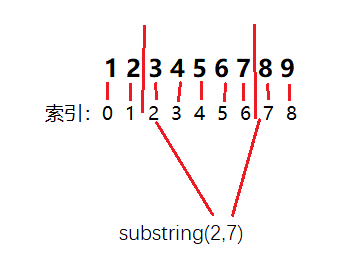 1 2 3 4 5 6 7 8 9
索引：0 1 2 3 4 5 6 7 8
substring(2,7)